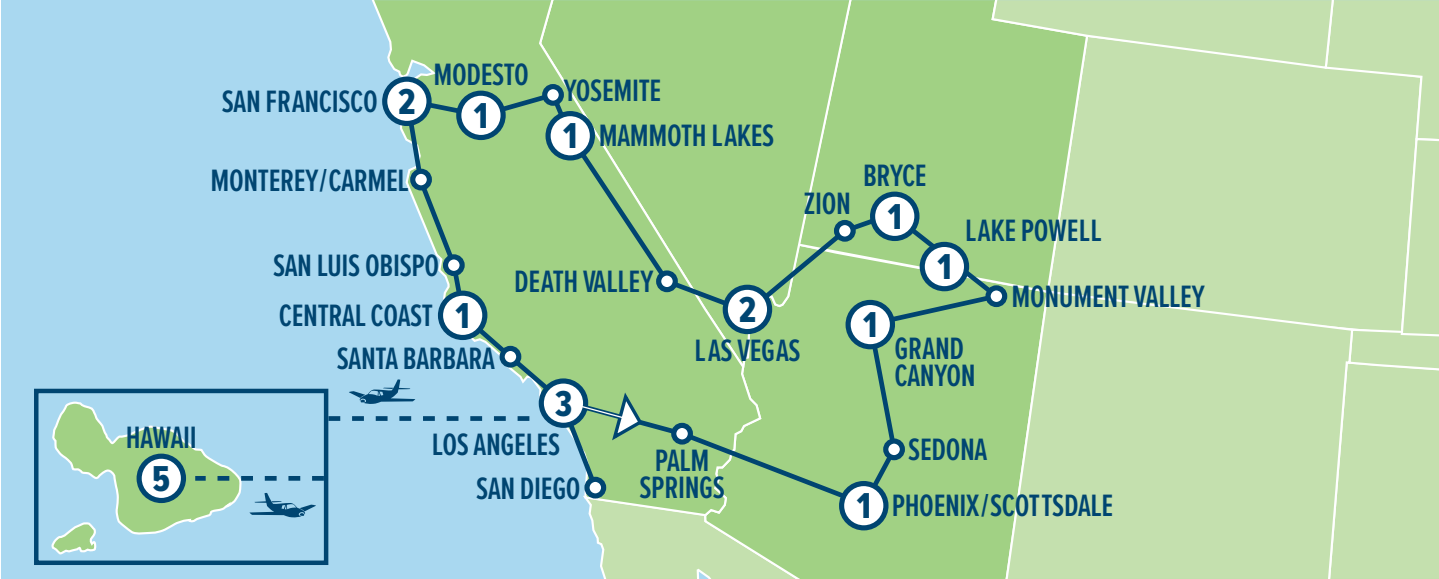 MODESTO
YOSEMITE
SAN FRANCISCO
2
1
1
MAMMOTH LAKES
MONTEREY/CARMEL
BRYCE
ZION
1
LAKE POWELL
1
SAN LUIS OBISPO
DEATH VALLEY
MONUMENT VALLEY
CENTRAL COAST
1
2
1
LAS VEGAS
GRAND
CANYON
SANTA BARBARA
3
LOS ANGELES
HAWAII
5
PALM
SPRINGS
SEDONA
SAN DIEGO
1
PHOENIX/SCOTTSDALE